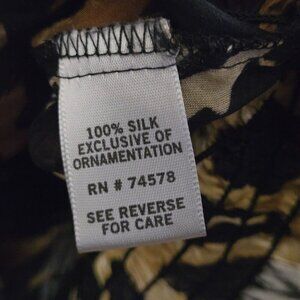 100% SILK
EXCLUSIVE OF
ORNAMENTATION
RN # 74578
SEE REVERSE
FOR CARE